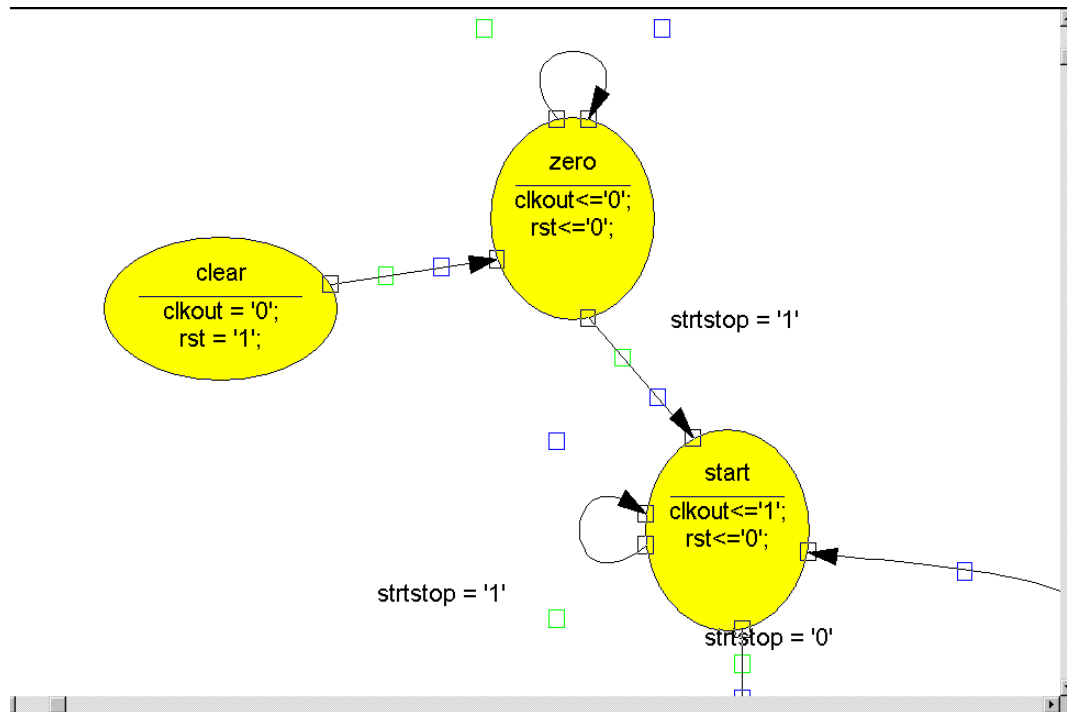 zero
clkout<='0';
rst<='0';
clear
clkout = '0';
rst = '1';
strtstop = '1'
start
clkout<='1';
rst<='0';
strtstop = '1'
strtstop = '0'